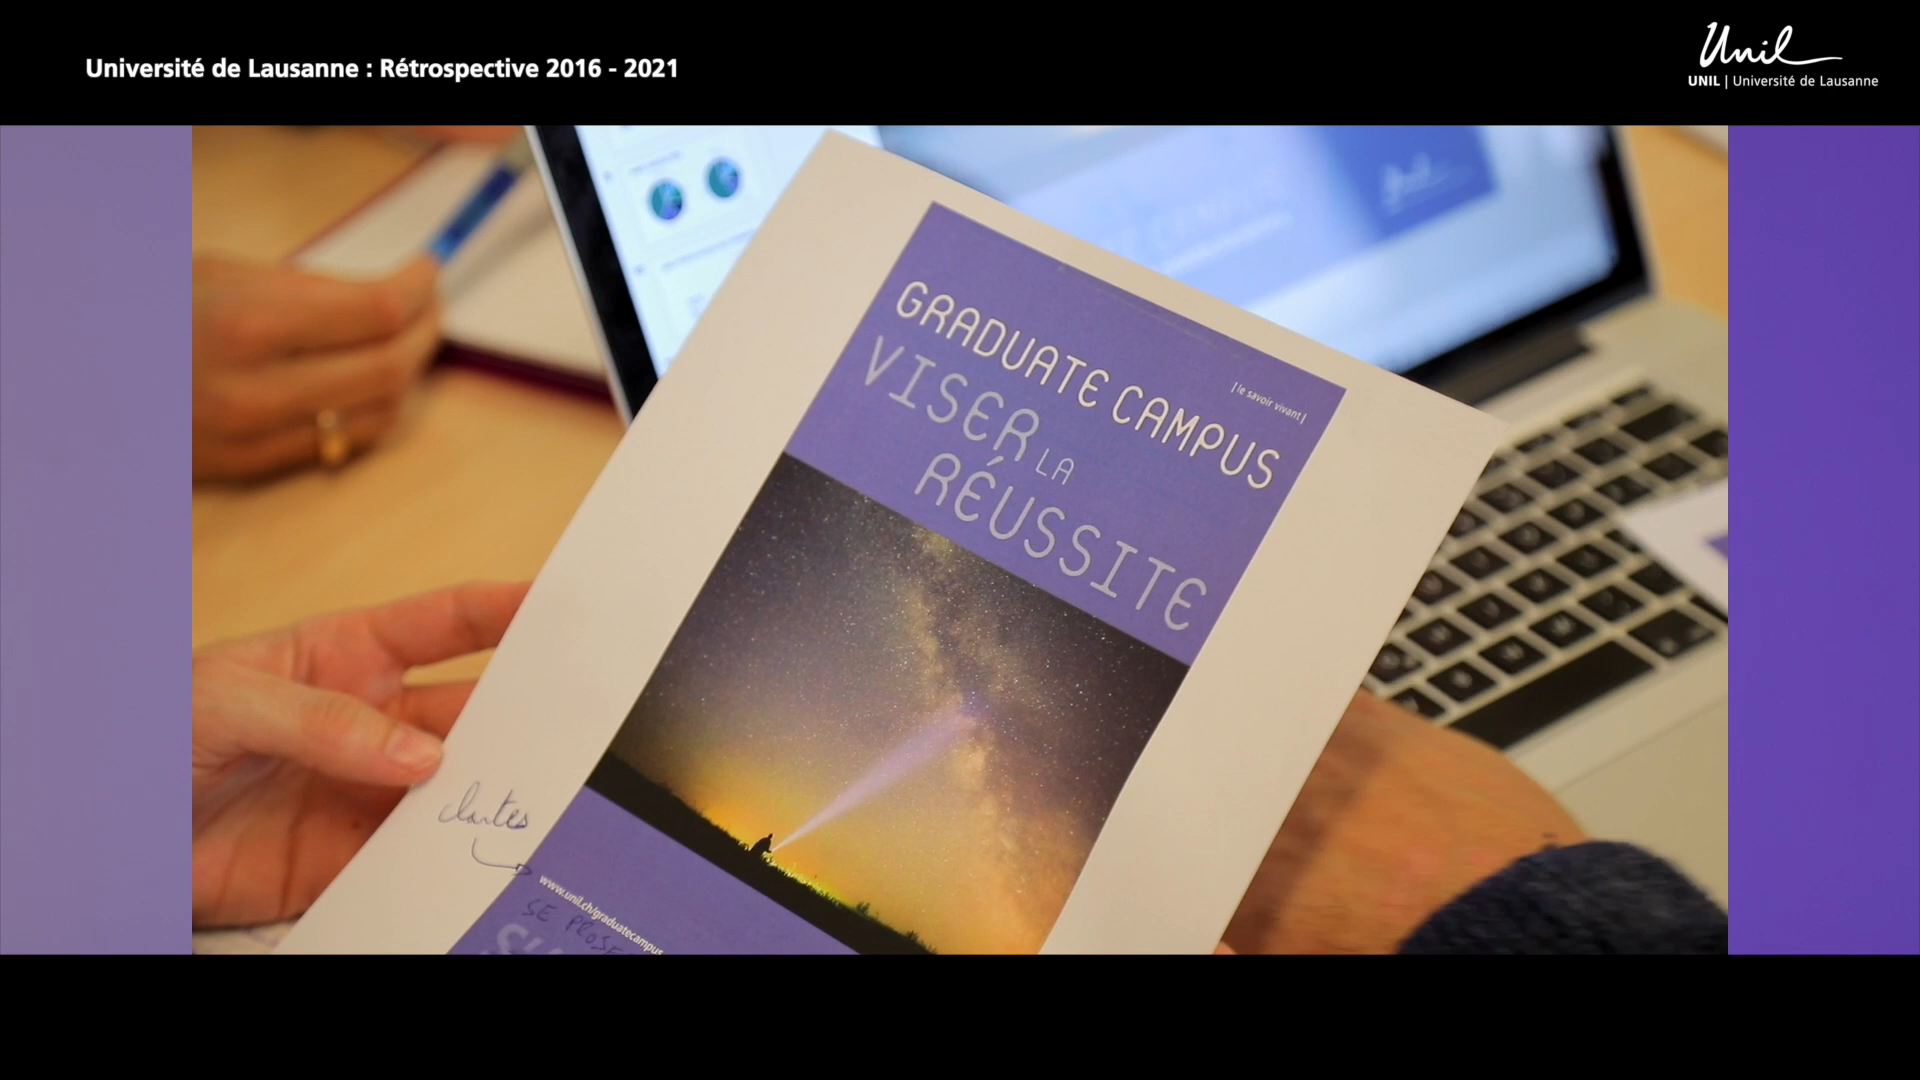 Université de Lausanne : Rétrospective 2016 - 2021
Unil
UNIL | Université de Lausanne
GRADUATE CAMPUS
| le savoir vivant |
VISER LA
RÉUSSITE
www.unil.ch/graduatecampus
SE